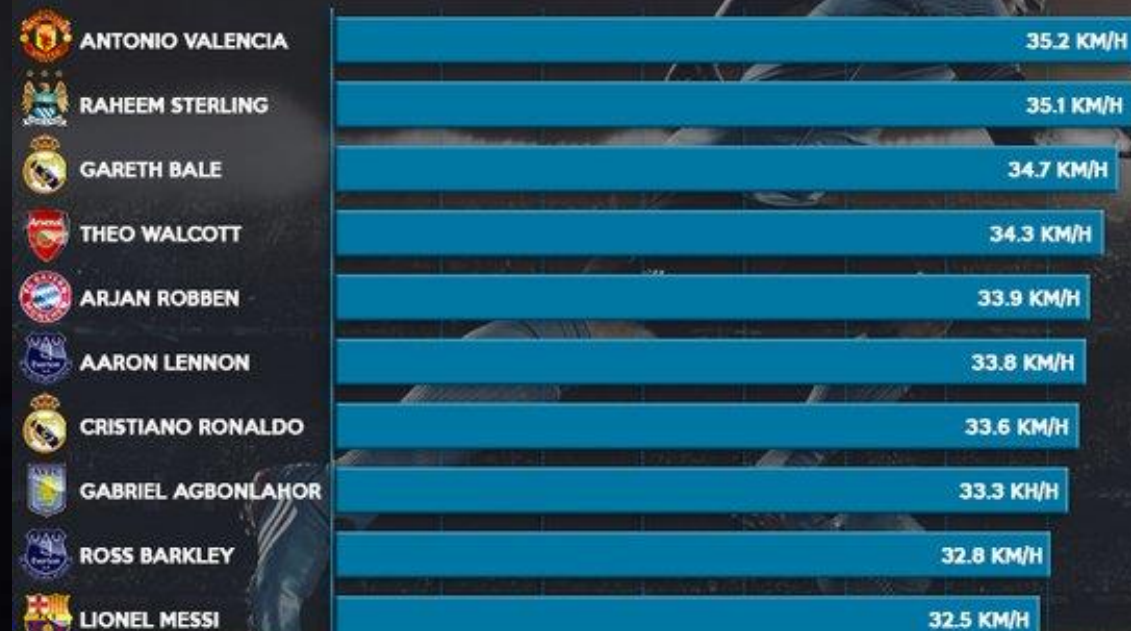 ANTONIO VALENCIA 35.2 KM/H
RAHEEM STERLING 35.1 KM/H
GARETH BALE 34.7 KM/H
THEO WALCOTT 34.3 KM/H
ARJAN ROBBEN 33.9 KM/H
AARON LENNON 33.8 KM/H
CRISTIANO RONALDO 33.6 KM/H
GABRIEL AGBONLAHOR 33.3 KH/H
ROSS BARKLEY 32.8 KM/H
LIONEL MESSI 32.5 KM/H